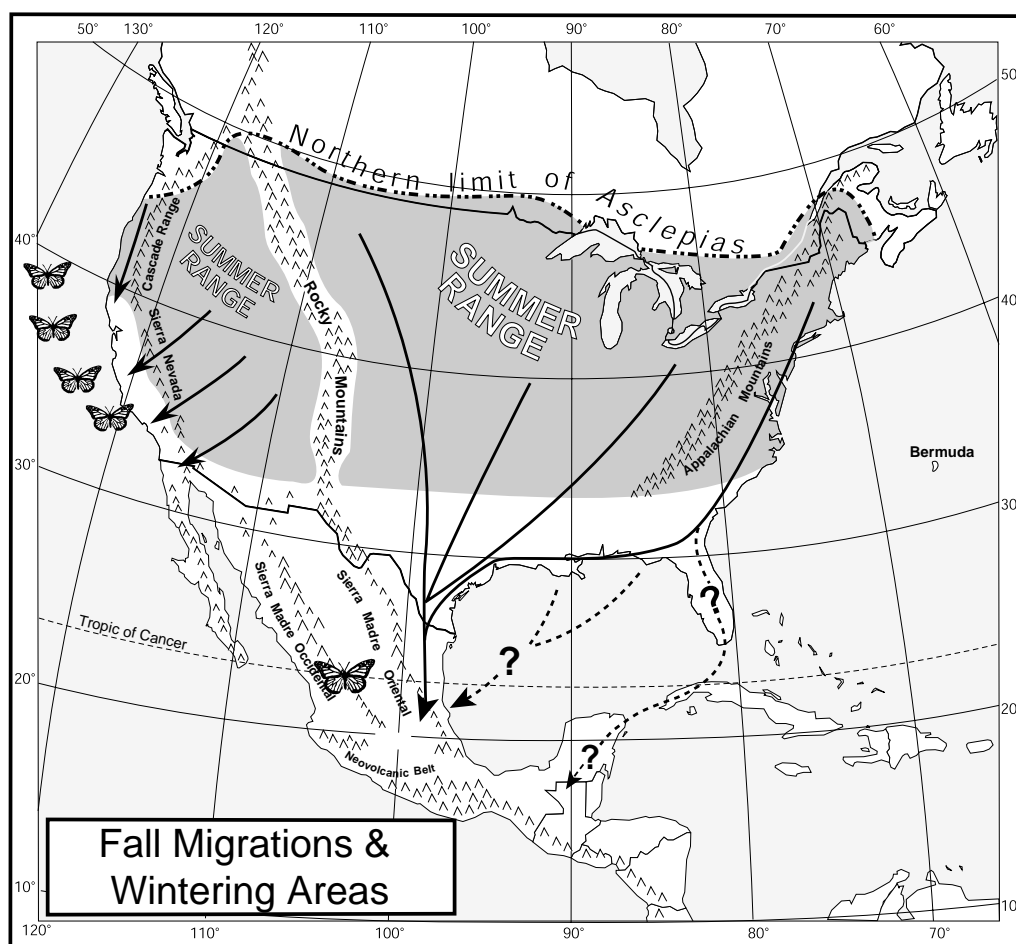 50° 130° 120° 110° 100° 90° 80° 70° 60°
50
Northern limit of Asclepias
40°
Cascade Range
SUMMER
RANGE
SUMMER
RANGE
Rocky
Mountains
40
Sierra Nevada
Appalachian Mountains
Bermuda
30°
30
Sierra Madre Occidental
Sierra Madre Oriental
?
Tropic of Cancer
?
20°
20
?
Neovolcanic Belt
Fall Migrations &
Wintering Areas
10°
10
120° 110° 100° 90° 80° 70°